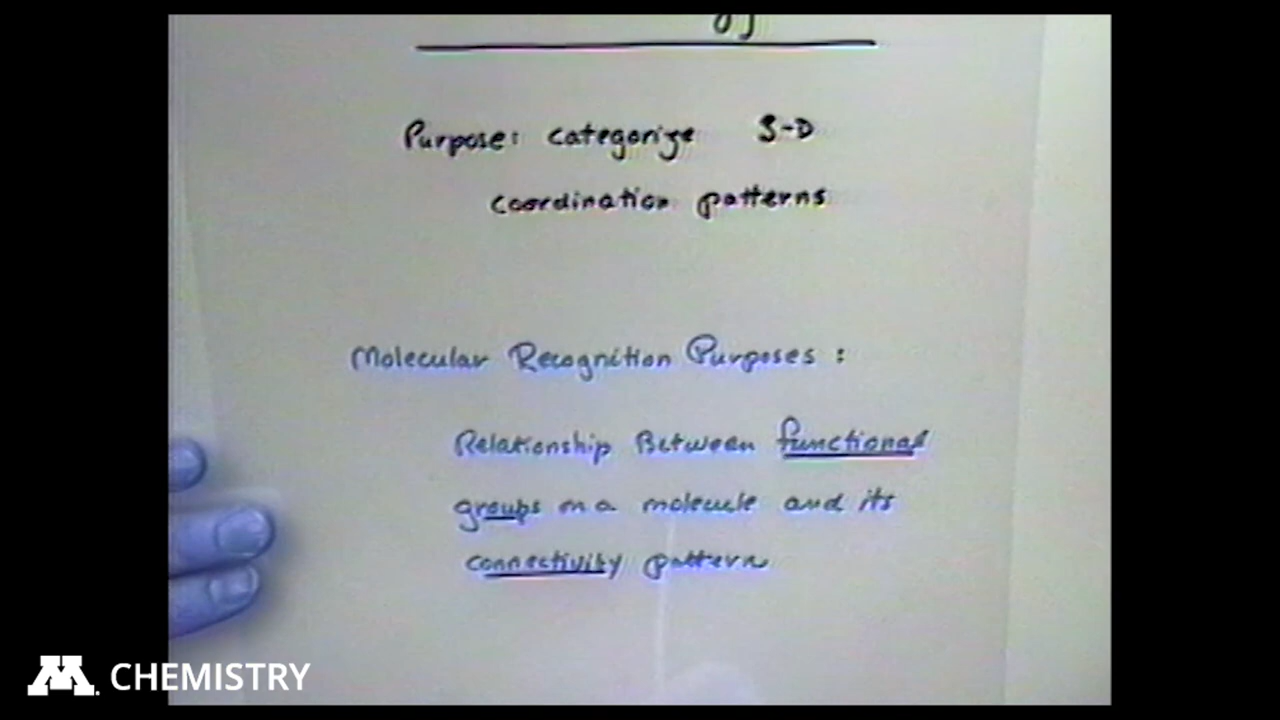 Purpose: categorize 3-D
coordination patterns
Molecular Recognition Purposes:
Relationship Between functional
groups on a molecule and its
connectivity pattern
M. CHEMISTRY